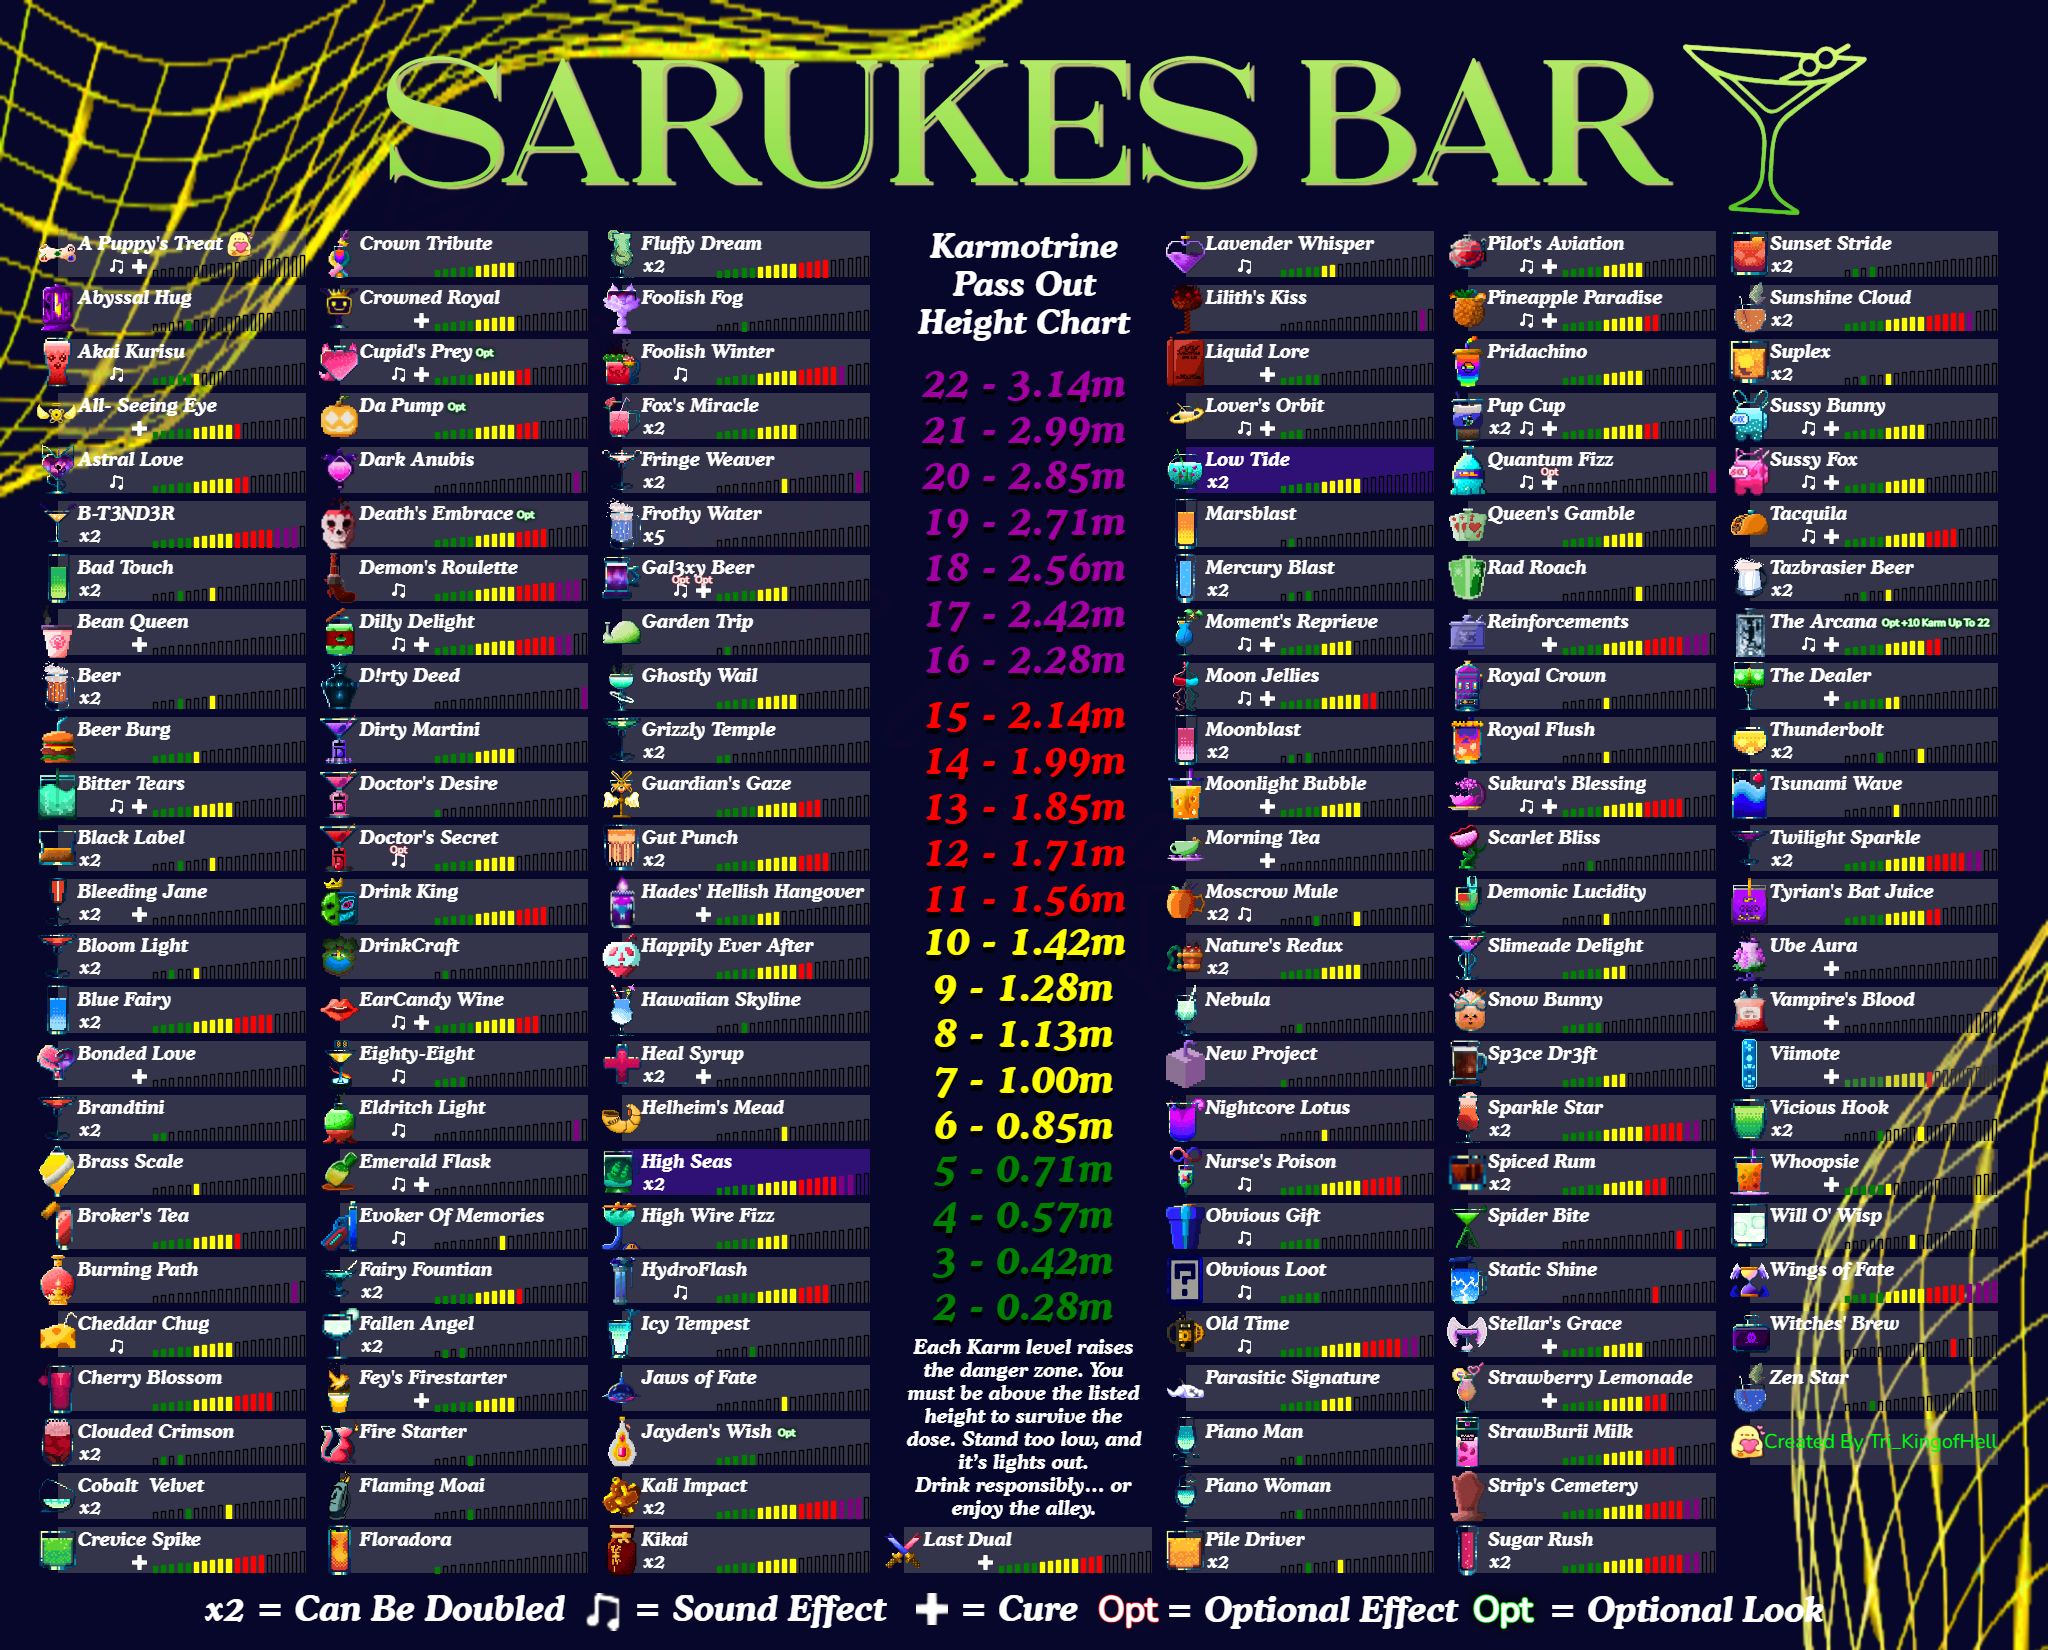 SARUKES BAR
A Puppy's Treat
Abyssal Hug
Akai Kurisu
All- Seeing Eye
Astral Love
B-T3ND3R
x2
Bad Touch
x2
Bean Queen
Beer
x2
Beer Burg
Bitter Tears
Black Label
x2
Bleeding Jane
x2
Bloom Light
x2
Blue Fairy
x2
Bonded Love
Brandtini
x2
Brass Scale
Broker's Tea
Burning Path
Cheddar Chug
Cherry Blossom
Clouded Crimson
x2
Cobalt Velvet
x2
Crevice Spike
Crown Tribute
Crowned Royal
Cupid's Prey Opt
Da Pump Opt
Dark Anubis
Death's Embrace Opt
Demon's Roulette
Dilly Delight
D!rty Deed
Dirty Martini
Doctor's Desire
Doctor's Secret
Opt
Drink King
DrinkCraft
EarCandy Wine
Eighty-Eight
Eldritch Light
Emerald Flask
Evoker Of Memories
Fairy Fountian
x2
Fallen Angel
x2
Fey's Firestarter
Fire Starter
Flaming Moai
Floradora
Fluffy Dream
x2
Foolish Fog
Foolish Winter
Fox's Miracle
x2
Fringe Weaver
x2
Frothy Water
x5
Gal3xy Beer
Opt Opt
Garden Trip
Ghostly Wail
Grizzly Temple
x2
Guardian's Gaze
Gut Punch
x2
Hades' Hellish Hangover
Happily Ever After
Hawaiian Skyline
Heal Syrup
x2
Helheim's Mead
High Seas
x2
High Wire Fizz
HydroFlash
Icy Tempest
Jaws of Fate
Jayden's Wish Opt
Kali Impact
x2
Kikai
x2
Karmotrine
Pass Out
Height Chart
22 - 3.14m
21 - 2.99m
20 - 2.85m
19 - 2.71m
18 - 2.56m
17 - 2.42m
16 - 2.28m
15 - 2.14m
14 - 1.99m
13 - 1.85m
12 - 1.71m
11 - 1.56m
10 - 1.42m
9 - 1.28m
8 - 1.13m
7 - 1.00m
6 - 0.85m
5 - 0.71m
4 - 0.57m
3 - 0.42m
2 - 0.28m
Each Karm level raises
the danger zone. You
must be above the listed
height to survive the
dose. Stand too low, and
it's lights out.
Drink responsibly... or
enjoy the alley.
Last Dual
Lavender Whisper
Lilith's Kiss
Liquid Lore
Lover's Orbit
Low Tide
x2
Marsblast
Mercury Blast
x2
Moment's Reprieve
Moon Jellies
Moonblast
x2
Moonlight Bubble
Morning Tea
Moscrow Mule
x2
Nature's Redux
x2
Nebula
New Project
Nightcore Lotus
Nurse's Poison
Obvious Gift
Obvious Loot
Old Time
Parasitic Signature
Piano Man
Piano Woman
Pile Driver
x2
Pilot's Aviation
Pineapple Paradise
Pridachino
Pup Cup
x2
Quantum Fizz
Opt
Queen's Gamble
Rad Roach
Reinforcements
Royal Crown
Royal Flush
Sukura's Blessing
Scarlet Bliss
Demonic Lucidity
Slimeade Delight
Snow Bunny
Sp3ce Dr3ft
Sparkle Star
x2
Spiced Rum
x2
Spider Bite
Static Shine
Stellar's Grace
Strawberry Lemonade
StrawBurii Milk
Strip's Cemetery
Sugar Rush
x2
Sunset Stride
x2
Sunshine Cloud
x2
Suplex
x2
Sussy Bunny
Sussy Fox
Tacquila
Tazbrasier Beer
x2
The Arcana Opt +10 Karm Up To 22
The Dealer
Thunderbolt
x2
Tsunami Wave
Twilight Sparkle
x2
Tyrian's Bat Juice
Ube Aura
Vampire's Blood
Viimote
Vicious Hook
x2
Whoopsie
Will O' Wisp
Wings of Fate
Witches' Brew
Zen Star
Created By Tri_KingofHell
x2 = Can Be Doubled ♫ = Sound Effect ✚ = Cure Opt = Optional Effect Opt = Optional Look